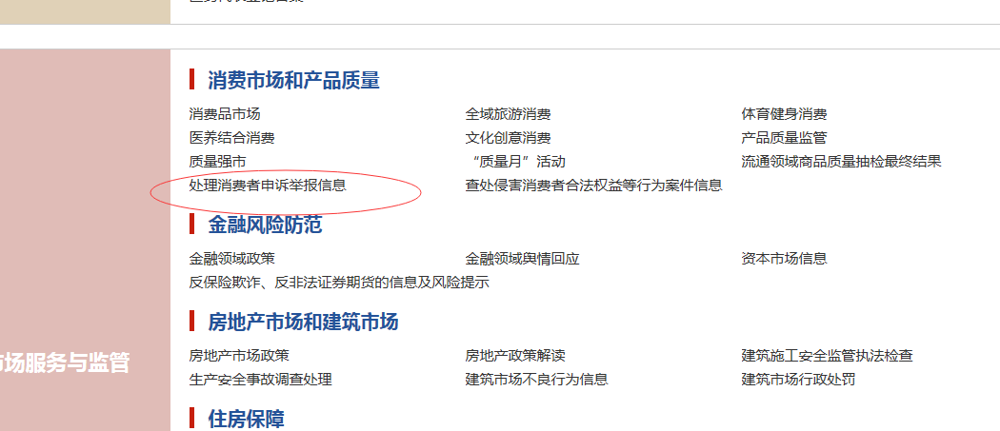 消费市场和产品质量
消费品市场 全域旅游消费 体育健身消费
医养结合消费 文化创意消费 产品质量监管
质量强市 “质量月”活动 流通领域商品质量抽检最终结果
处理消费者申诉举报信息 查处侵害消费者合法权益等行为案件信息
金融风险防范
金融领域政策 金融领域舆情回应 资本市场信息
反保险欺诈、反非法证券期货的信息及风险提示
房地产市场和建筑市场
房地产市场政策 房地产政策解读 建筑施工安全监管执法检查
市场服务与监管
生产安全事故调查处理 建筑市场不良行为信息 建筑市场行政处罚
住房保障